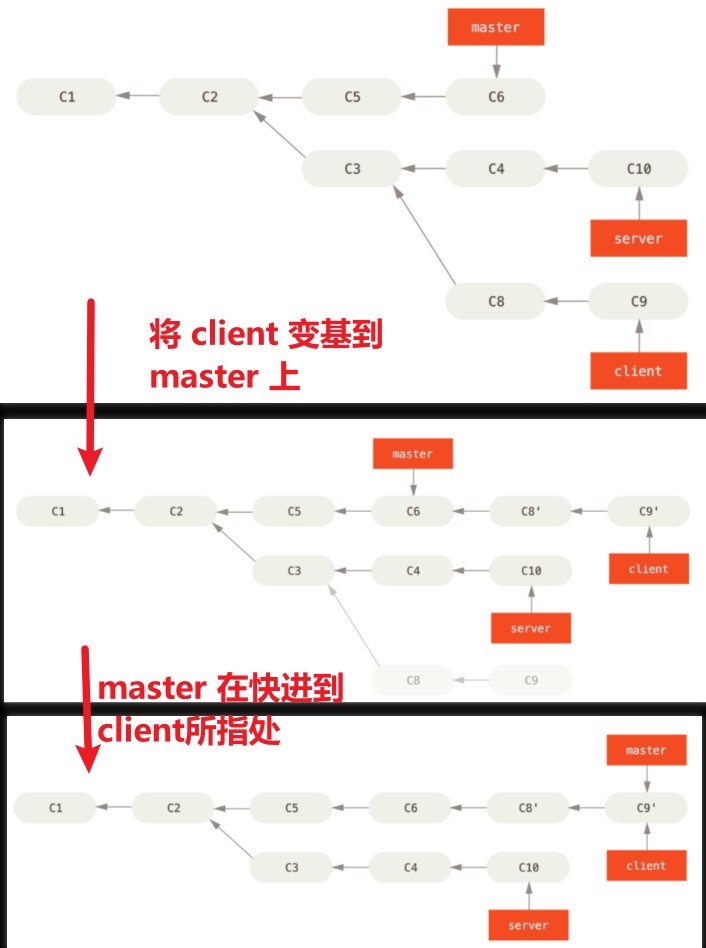 master
C1 C2 C5 C6
C3 C4 C10
server
C8 C9
将 client 变基到
master 上
client
master
C1 C2 C5 C6 C8' C9'
C3 C4 C10 client
server
C8 C9
master 在快进到
client所指处
master
C1 C2 C5 C6 C8' C9'
C3 C4 C10 client
server